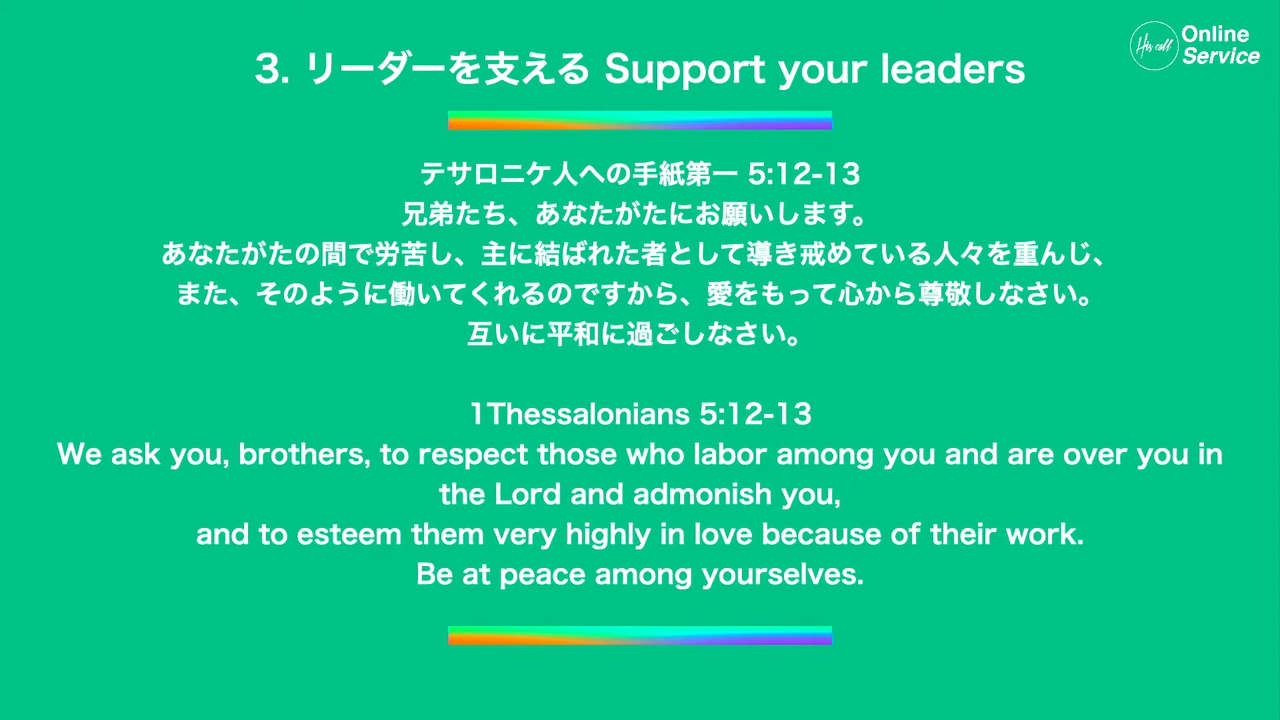 His call
Online
Service
3. リーダーを支える Support your leaders
テサロニケ人への手紙第一 5:12-13
兄弟たち、あなたがたにお願いします。
あなたがたの間で労苦し、主に結ばれた者として導き戒めている人々を重んじ、
また、そのように働いてくれるのですから、愛をもって心から尊敬しなさい。
互いに平和に過ごしなさい。
1Thessalonians 5:12-13
We ask you, brothers, to respect those who labor among you and are over you in
the Lord and admonish you,
and to esteem them very highly in love because of their work.
Be at peace among yourselves.